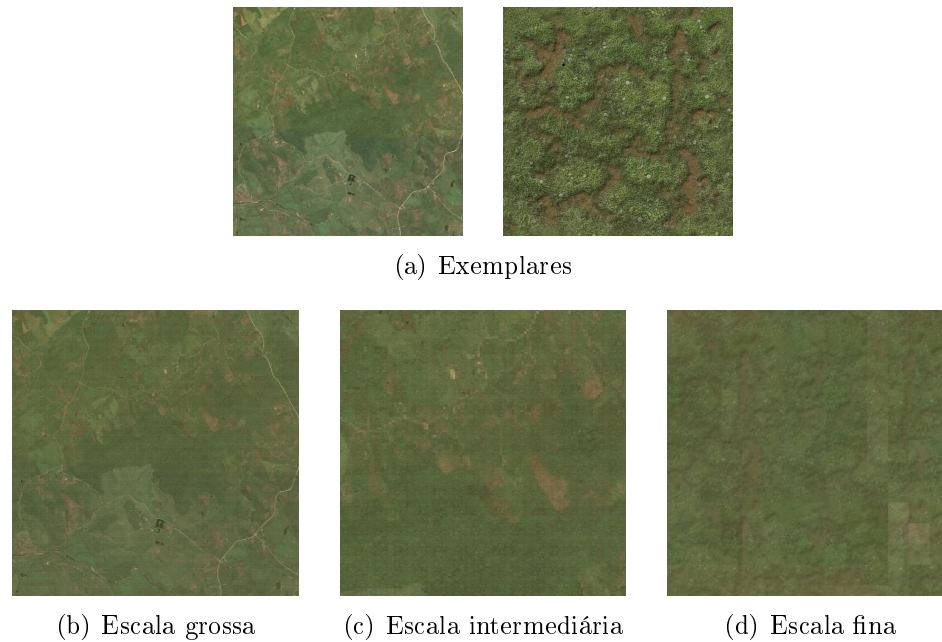 (a) Exemplares
(b) Escala grossa
(c) Escala intermediária
(d) Escala fina